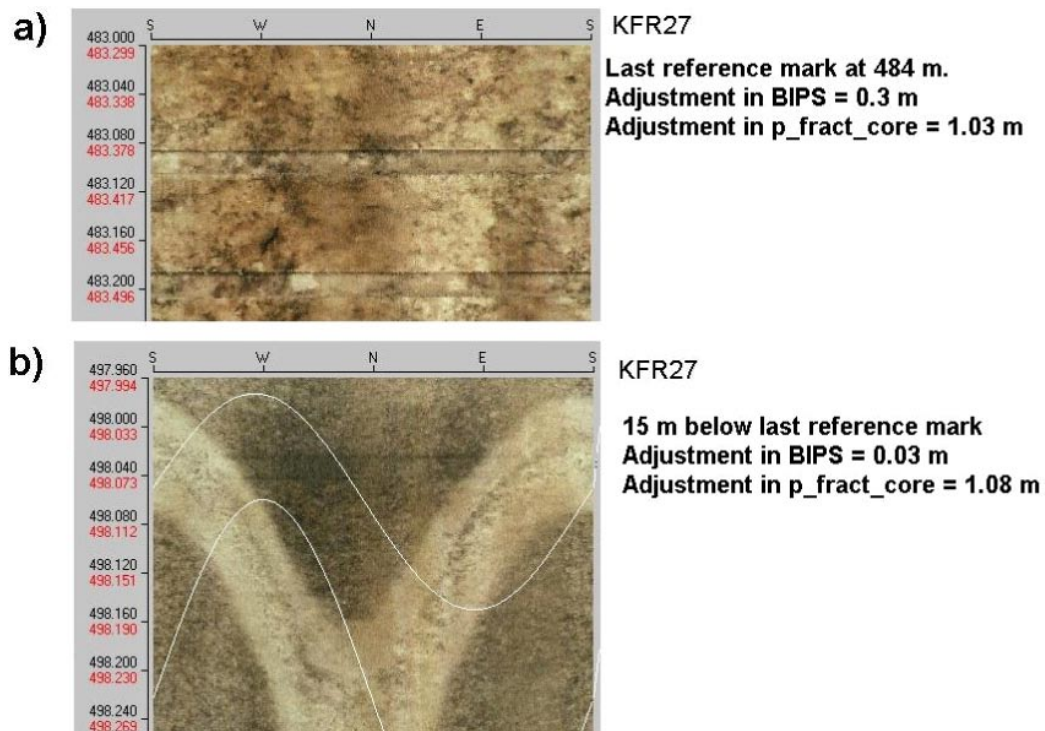 a)
S W N E S
KFR27
483.000
483.299
483.040
483.338
483.080
483.378
483.120
483.417
483.160
483.456
483.200
483.496
Last reference mark at 484 m.
Adjustment in BIPS = 0.3 m
Adjustment in p_fract_core = 1.03 m
b)
S W N E S
KFR27
497.960
497.994
498.000
498.033
498.040
498.073
498.080
498.112
498.120
498.151
498.160
498.190
498.200
498.230
498.240
498.269
15 m below last reference mark
Adjustment in BIPS = 0.03 m
Adjustment in p_fract_core = 1.08 m